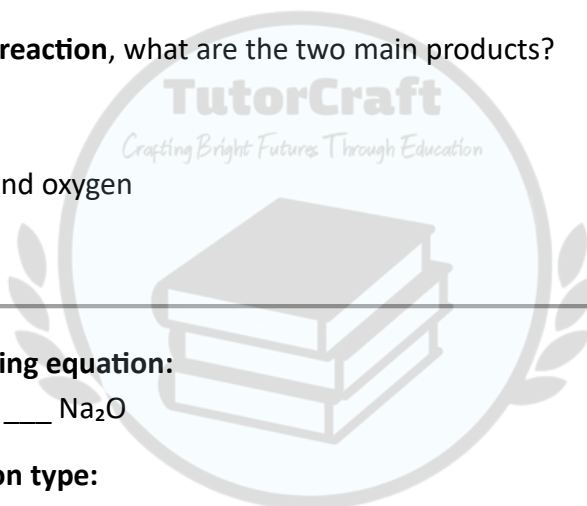 reaction, what are the two main products?
TutorCraft
Crafting Bright Futures Through Education
nd oxygen
ing equation:
___ Na₂O
on type: